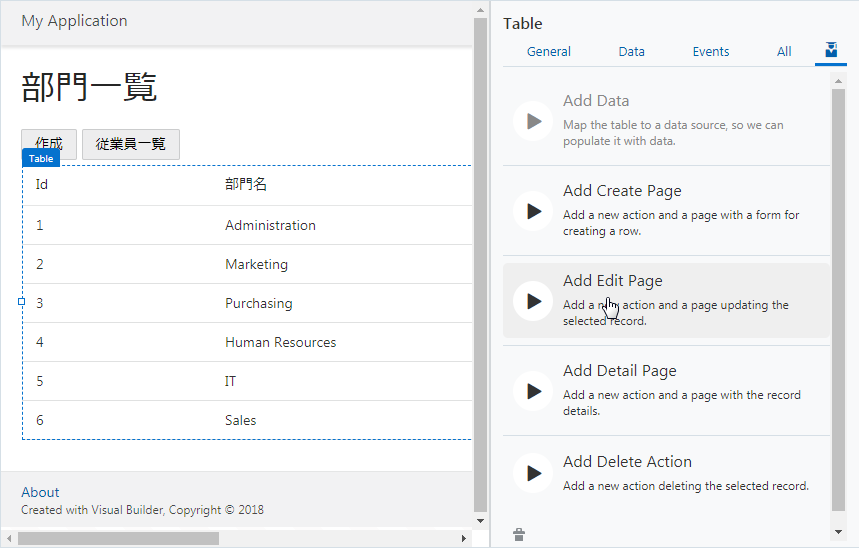 My Application
部門一覧
作成 従業員一覧
Table
Id 部門名
1 Administration
2 Marketing
3 Purchasing
4 Human Resources
5 IT
6 Sales
About
Created with Visual Builder, Copyright © 2018
Table
General Data Events All
Add Data
Map the table to a data source, so we can
populate it with data.
Add Create Page
Add a new action and a page with a form for
creating a row.
Add Edit Page
Add a new action and a page updating the
selected record.
Add Detail Page
Add a new action and a page with the record
details.
Add Delete Action
Add a new action deleting the selected record.